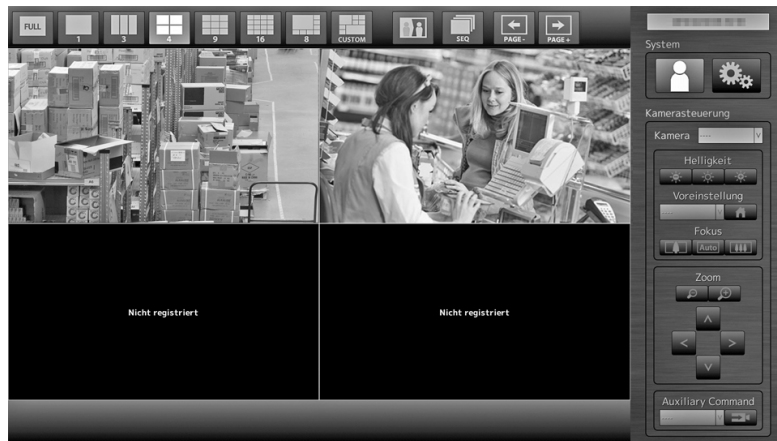 FULL
1
3
4
9
16
8
CUSTOM
SEQ
PAGE-
PAGE+
System
Kamerasteuerung
Kamera
Helligkeit
Voreinstellung
Fokus
Auto
Zoom
Nicht registriert
Nicht registriert
Auxiliary Command